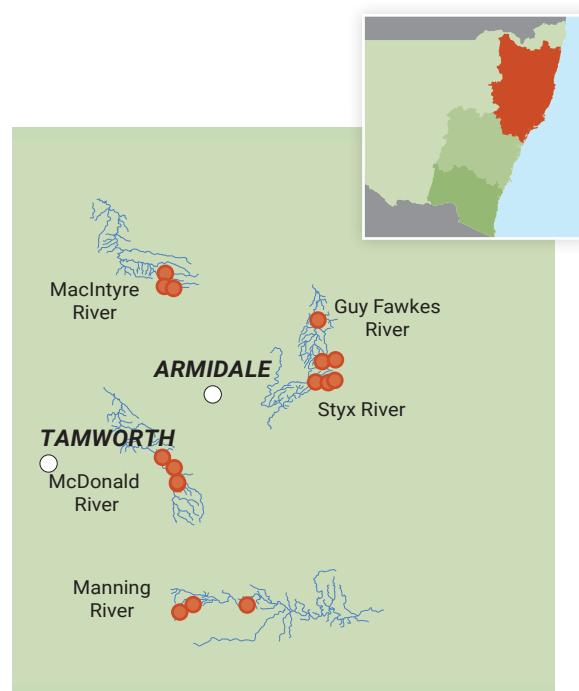 MacIntyre
River
Guy Fawkes
River
ARMIDALE
Styx River
TAMWORTH
McDonald
River
Manning
River